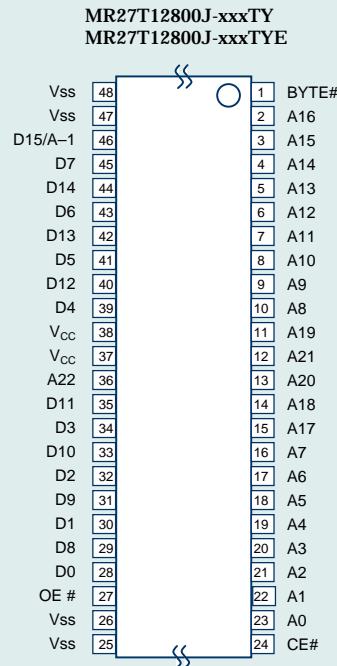 MR27T12800J-xxxTY
MR27T12800J-xxxTYE
Vss 48 1 BYTE#
Vss 47 2 A16
D15/A–1 46 3 A15
D7 45 4 A14
D14 44 5 A13
D6 43 6 A12
D13 42 7 A11
D5 41 8 A10
D12 40 9 A9
D4 39 10 A8
VCC 38 11 A19
VCC 37 12 A21
A22 36 13 A20
D11 35 14 A18
D3 34 15 A17
D10 33 16 A7
D2 32 17 A6
D9 31 18 A5
D1 30 19 A4
D8 29 20 A3
D0 28 21 A2
OE # 27 22 A1
Vss 26 23 A0
Vss 25 24 CE#